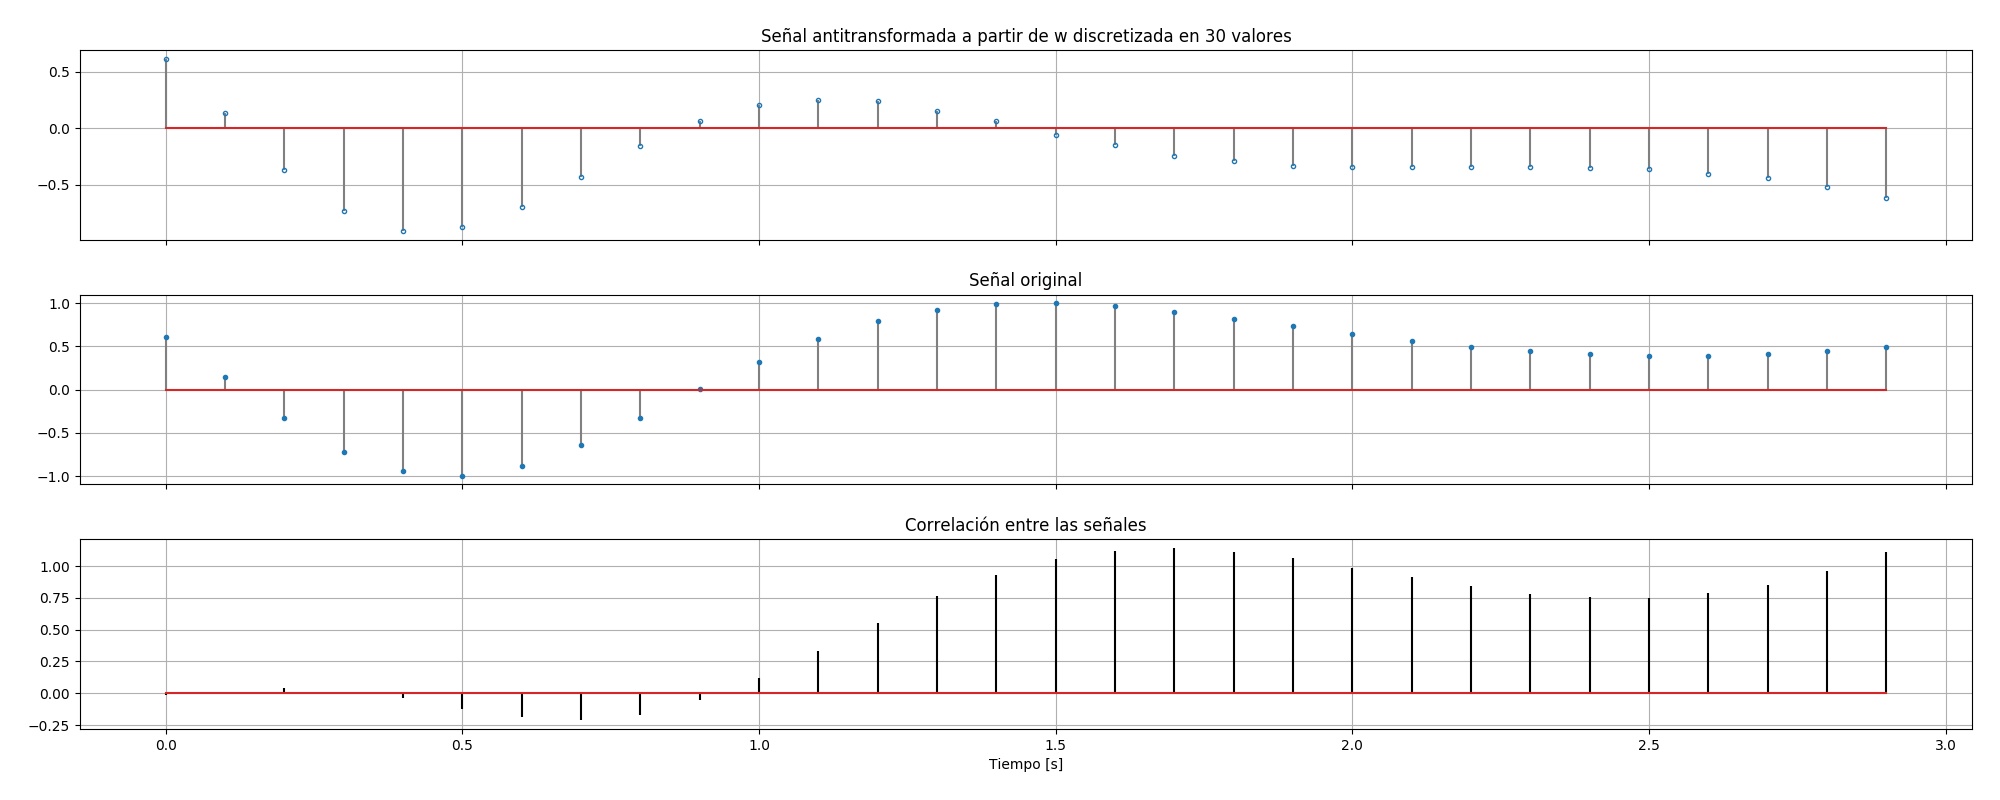 Señal antitransformada a partir de w discretizada en 30 valores
0.5
0.0
−0.5
Señal original
1.0
0.5
0.0
−0.5
−1.0
Correlación entre las señales
1.00
0.75
0.50
0.25
0.00
−0.25
0.0 0.5 1.0 1.5 2.0 2.5 3.0
Tiempo [s]